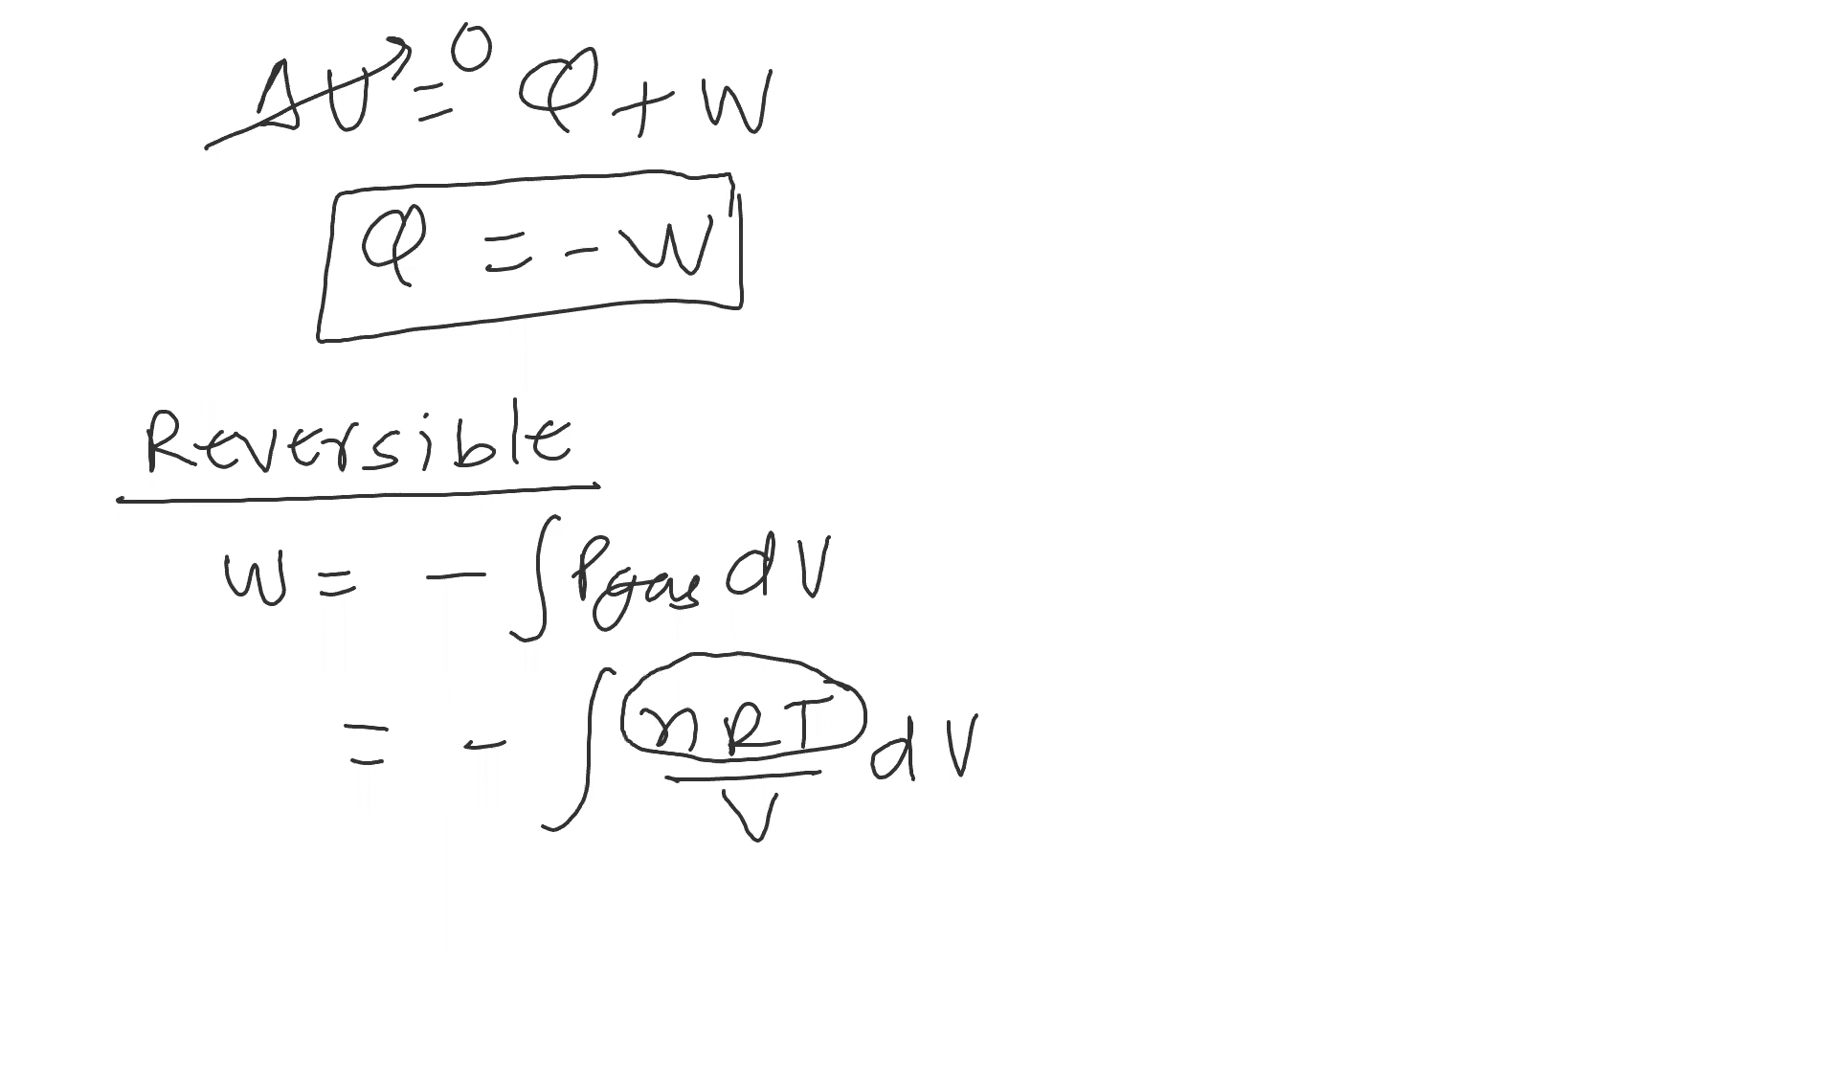 ΔU = 0 Q + W
Q = - W
Reversible
W = - ∫ Pgas dV
= - ∫ nRT/V dV